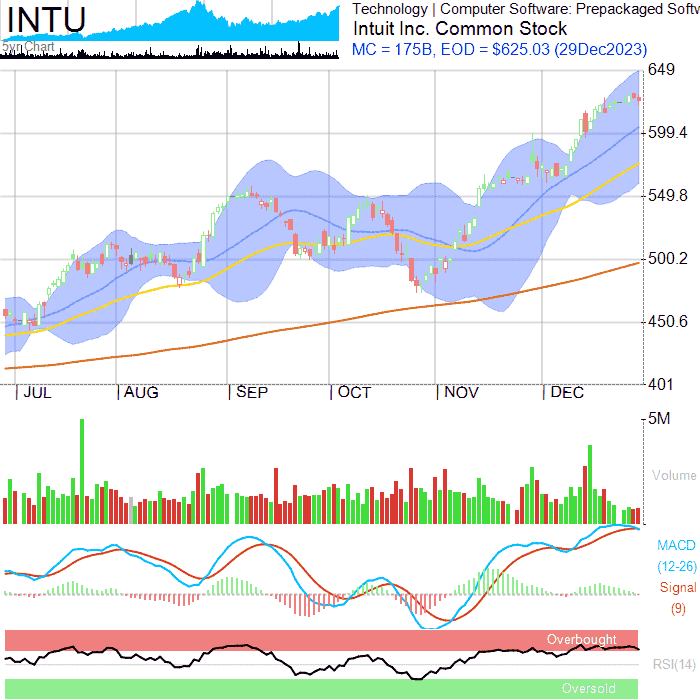 INTU
5yr Chart
Technology | Computer Software: Prepackaged Softw
Intuit Inc. Common Stock
MC = 175B, EOD = $625.03 (29Dec2023)
649
599.4
549.8
500.2
450.6
401
JUL
AUG
SEP
OCT
NOV
DEC
5M
Volume
MACD
(12-26)
Signal
(9)
Overbought
RSI(14)
Oversold